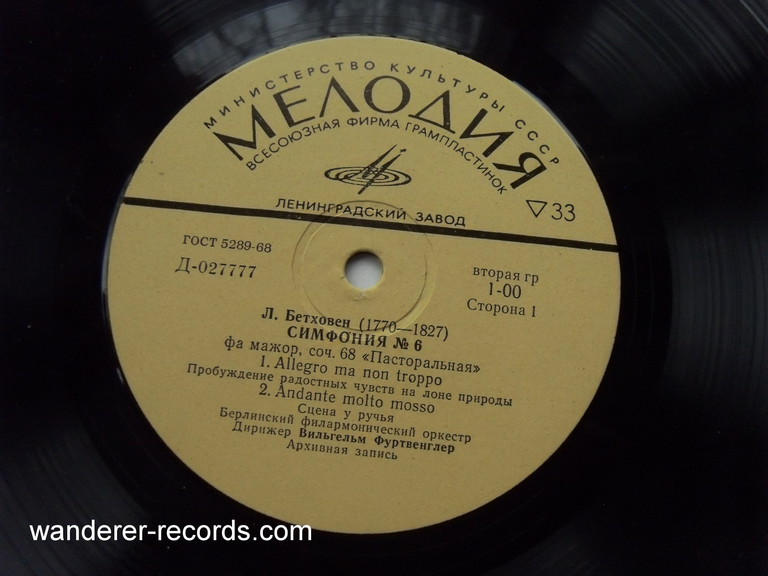 МИНИСТЕРСТВО КУЛЬТУРЫ СССР
МЕЛОДИЯ
ВСЕСОЮЗНАЯ ФИРМА ГРАМПЛАСТИНОК
ЛЕНИНГРАДСКИЙ ЗАВОД
▽33
ГОСТ 5289-68
Д-027777
вторая гр
1-00
Сторона 1
Л. Бетховен (1770—1827)
СИМФОНИЯ № 6
фа мажор, соч. 68 «Пасторальная»
1. Allegro ma non troppo
Пробуждение радостных чувств на лоне природы
2. Andante molto mosso
Сцена у ручья
Берлинский филармонический оркестр
Дирижер Вильгельм Фуртвенглер
Архивная запись
wanderer-records.com